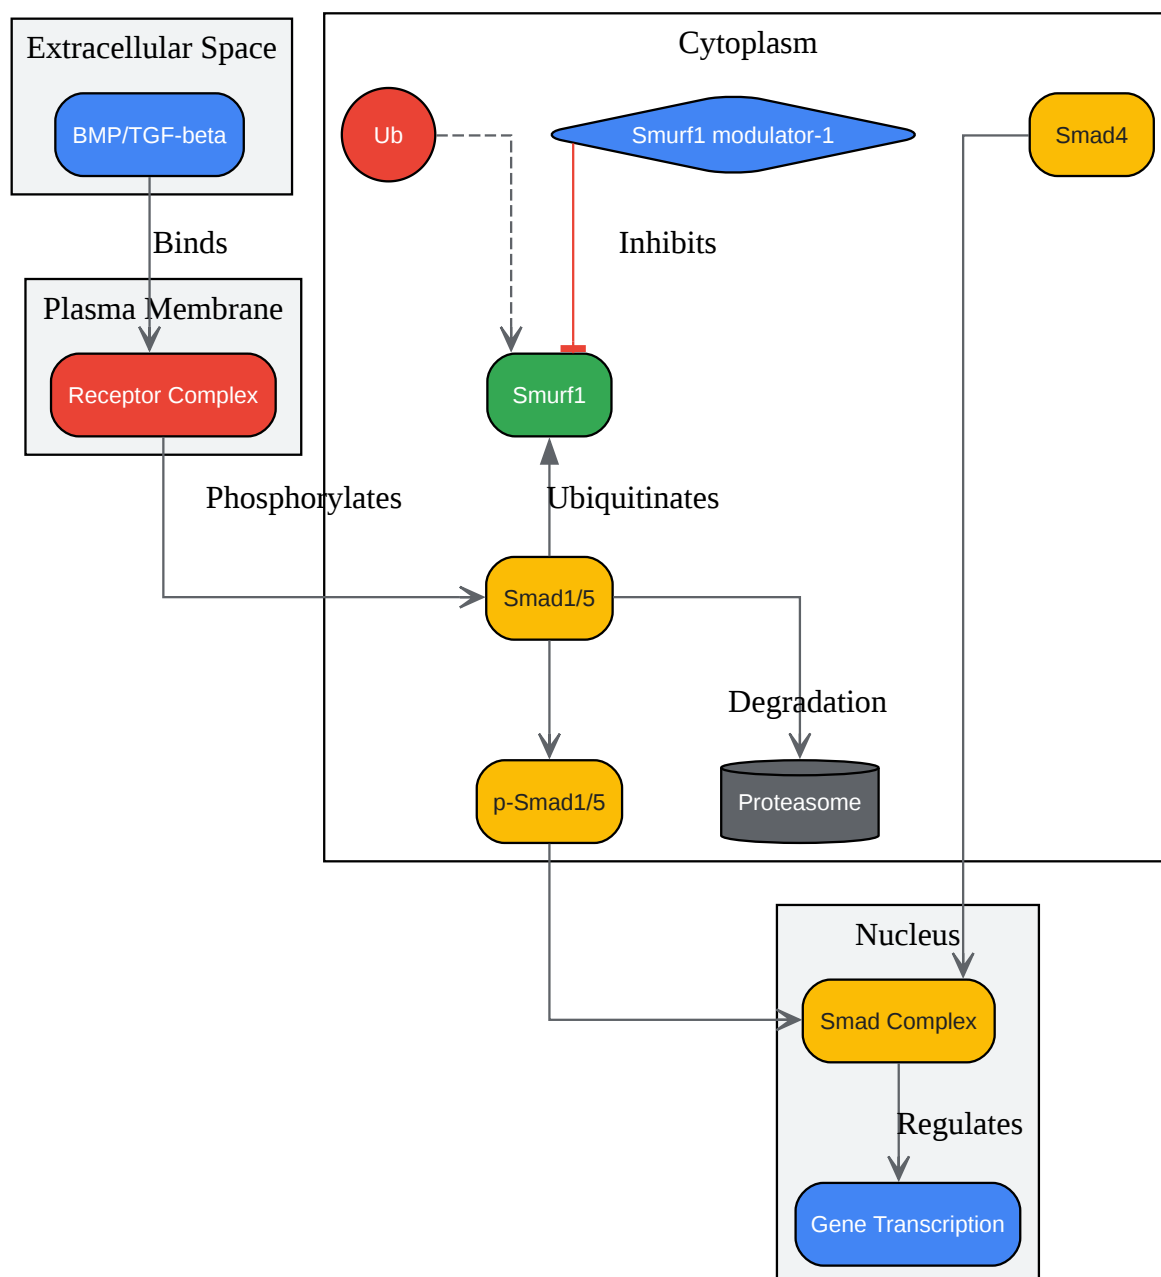 Extracellular Space
Cytoplasm
BMP/TGF-beta
Ub
Smurf1 modulator-1
Smad4
Binds
Inhibits
Plasma Membrane
Receptor Complex
Smurf1
Phosphorylates
Ubiquitinates
Smad1/5
Degradation
p-Smad1/5
Proteasome
Nucleus
Smad Complex
Regulates
Gene Transcription